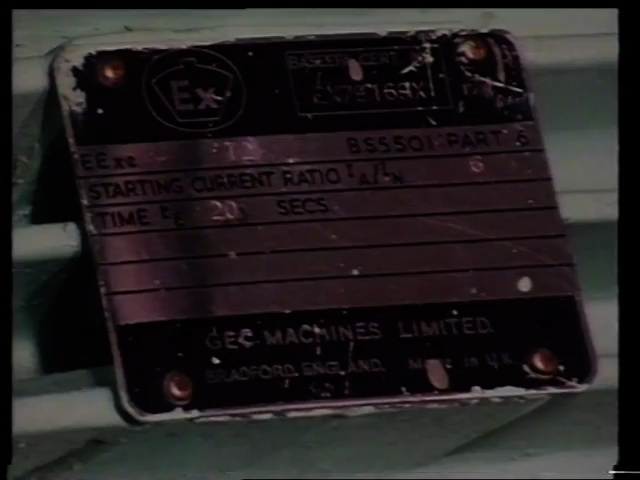 Ex
BASEEFA CERT
EExe T2 BS5501:PART 6
STARTING CURRENT RATIO IA/IN 6
TIME tE 20 SECS
GEC MACHINES LIMITED.
BRADFORD, ENGLAND. Made in U.K.